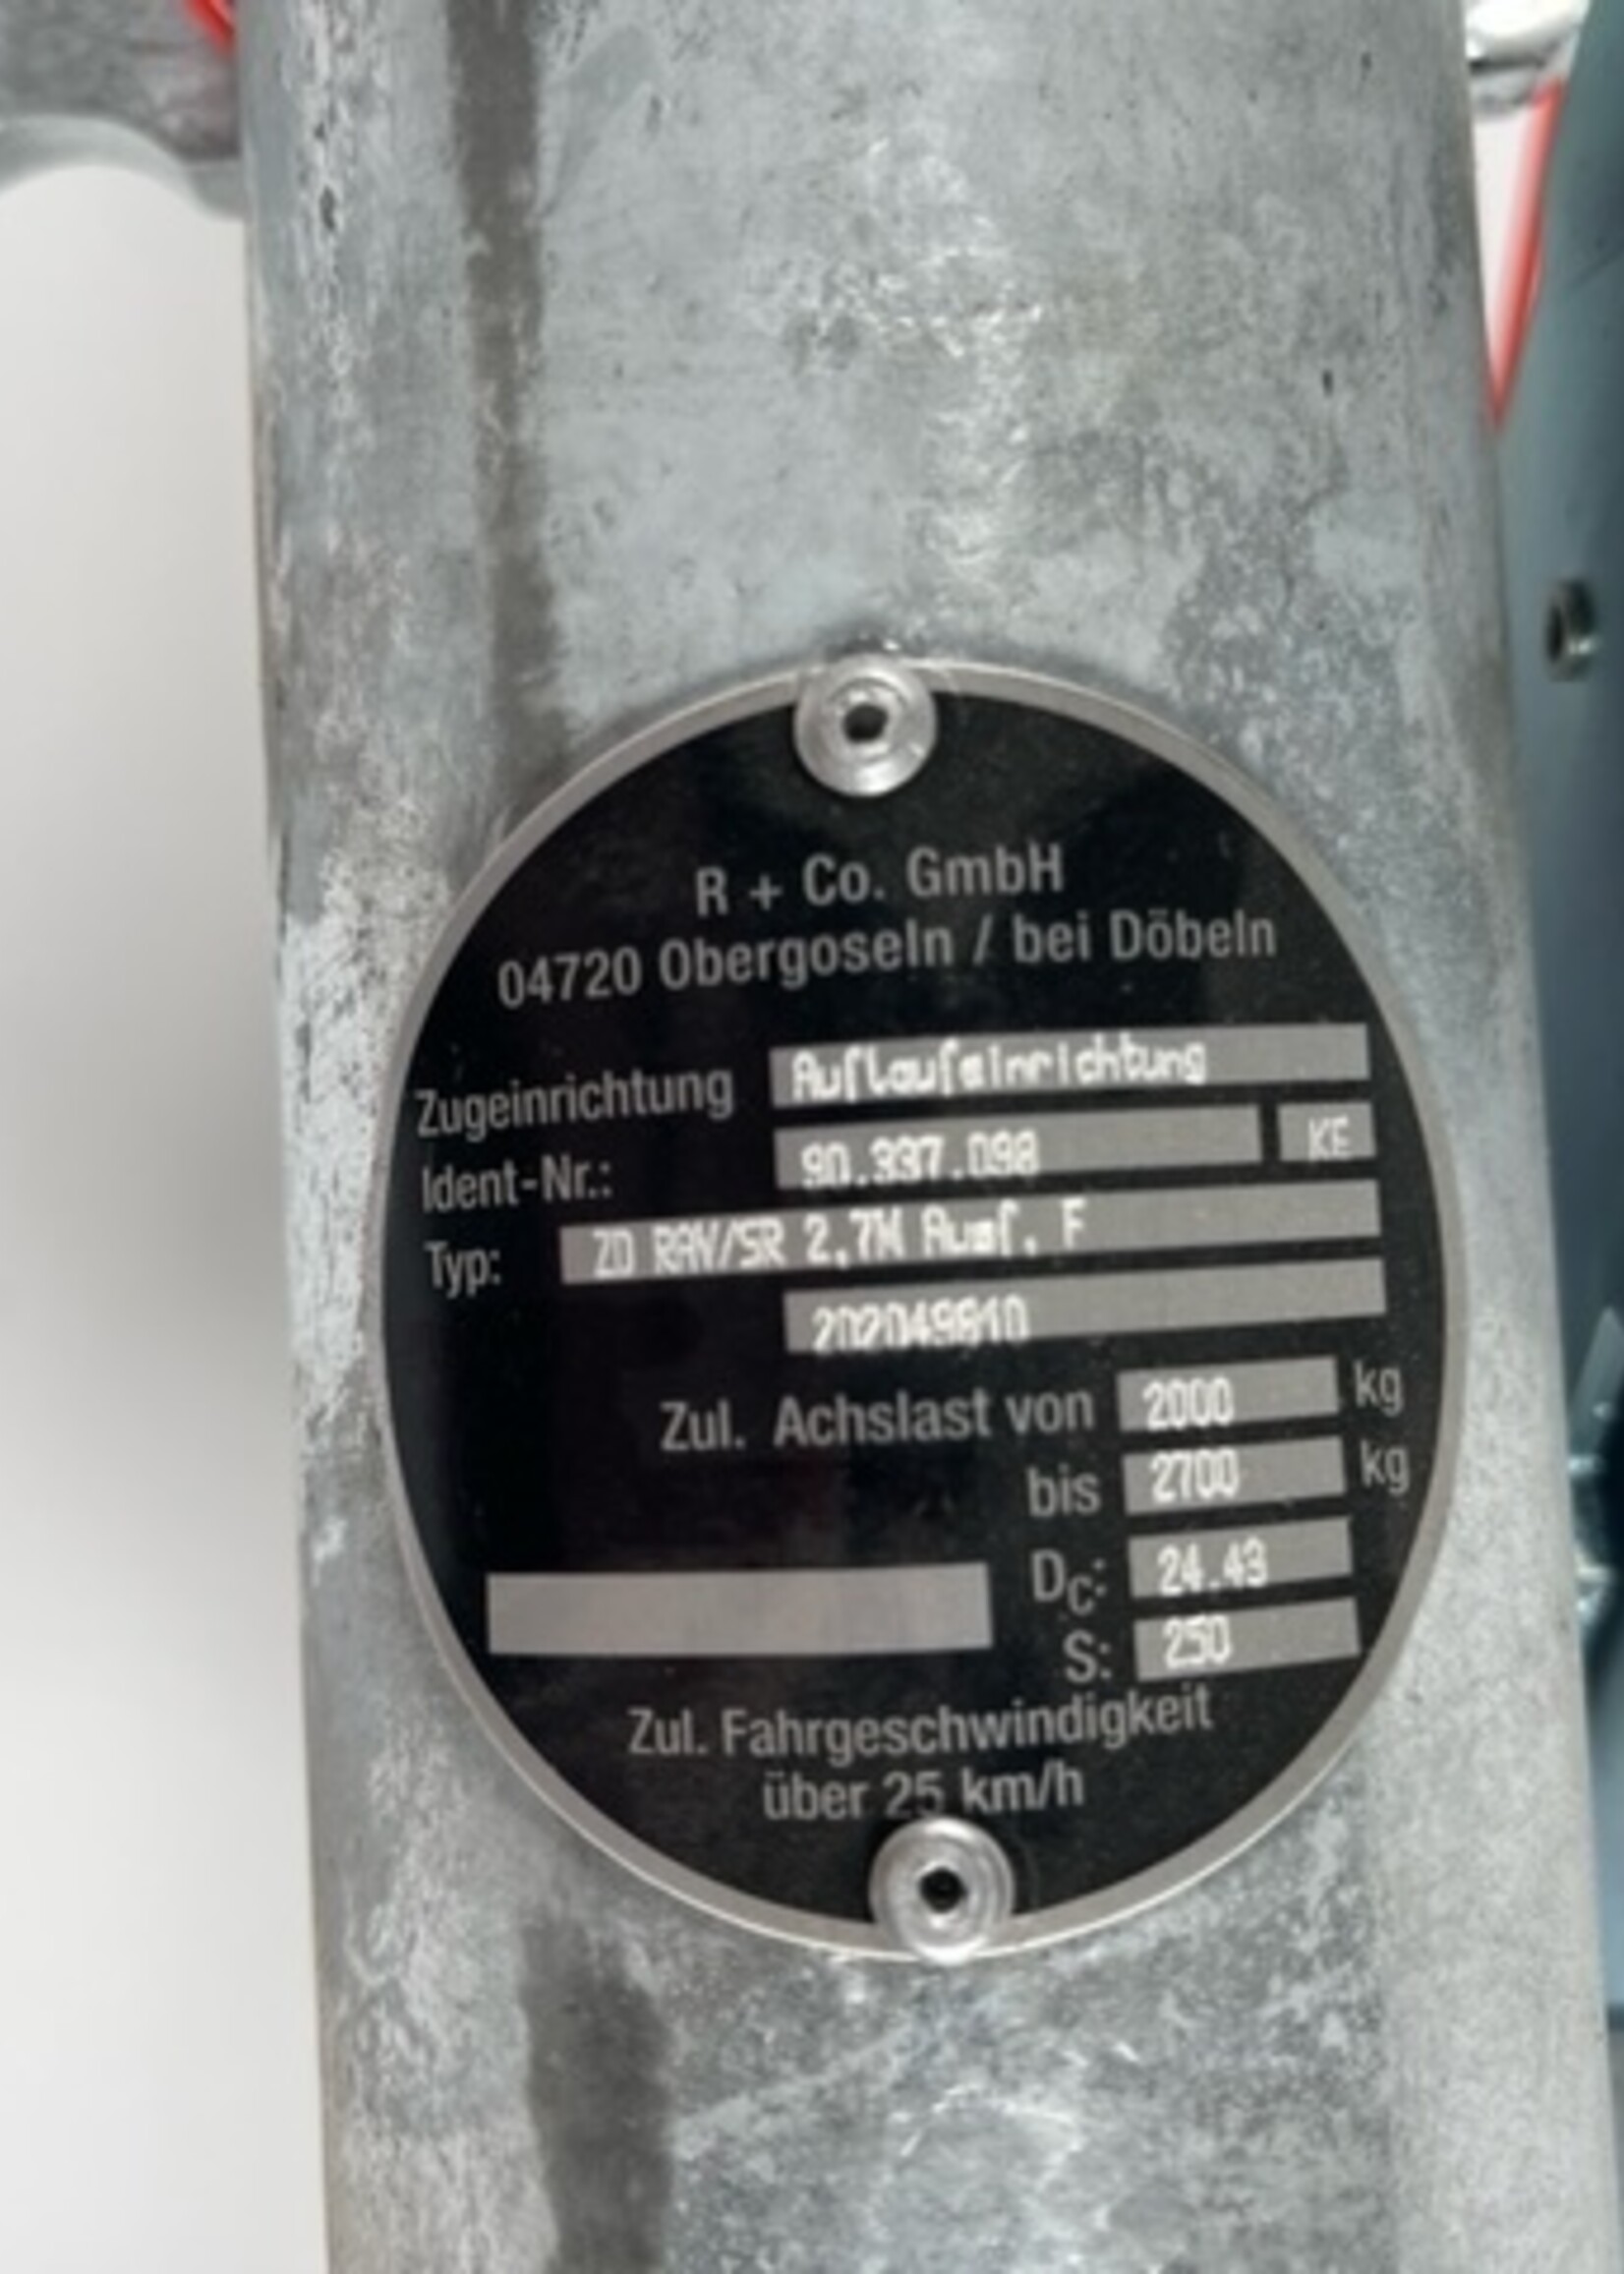 R + Co. GmbH
04720 Obergoseln / bei Döbeln
Zugeinrichtung Auflaufeinrichtung
Ident-Nr.: 90.337.098 KE
Typ: ZD RAV/SR 2,7M Ausf. F
Zul. Achslast von 2000 kg
bis 2700 kg
Dc: 24.43
S: 250
Zul. Fahrgeschwindigkeit
über 25 km/h